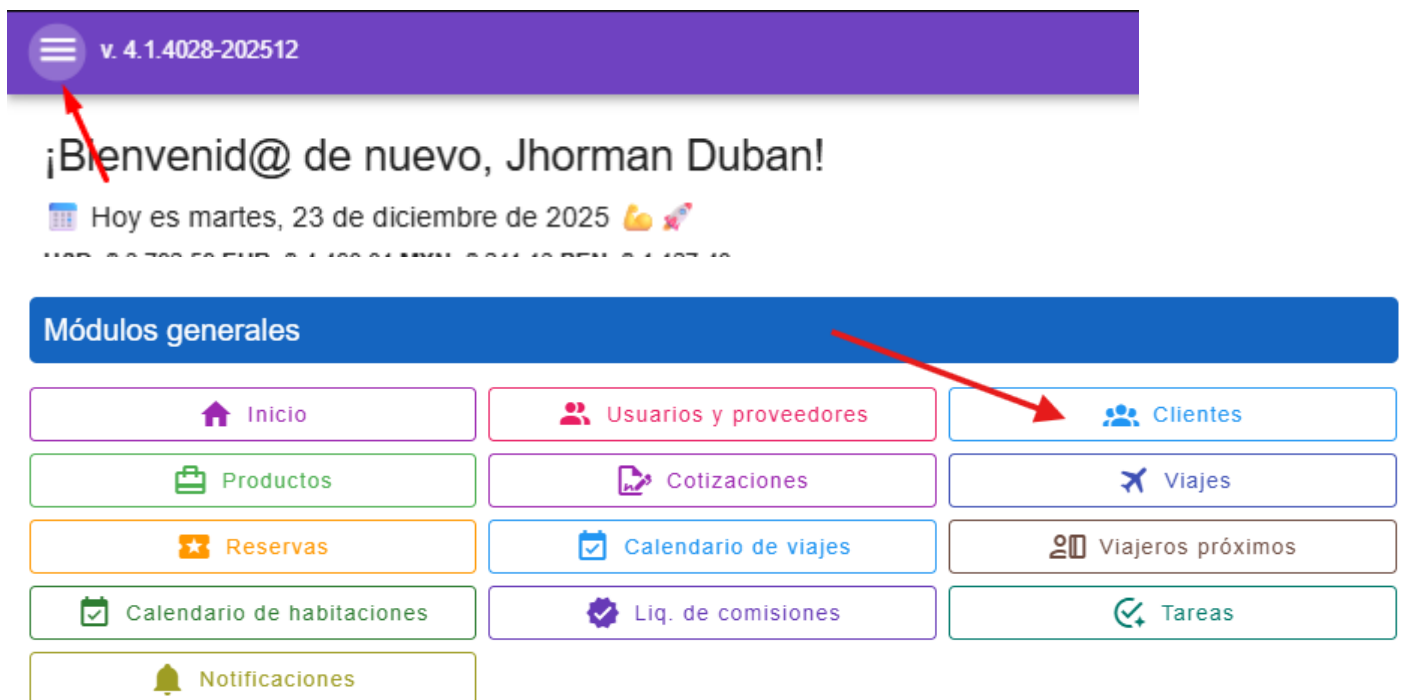 v. 4.1.4028-202512
¡Bienvenid@ de nuevo, Jhorman Duban!
Hoy es martes, 23 de diciembre de 2025
Módulos generales
Inicio
Usuarios y proveedores
Clientes
Productos
Cotizaciones
Viajes
Reservas
Calendario de viajes
Viajeros próximos
Calendario de habitaciones
Liq. de comisiones
Tareas
Notificaciones